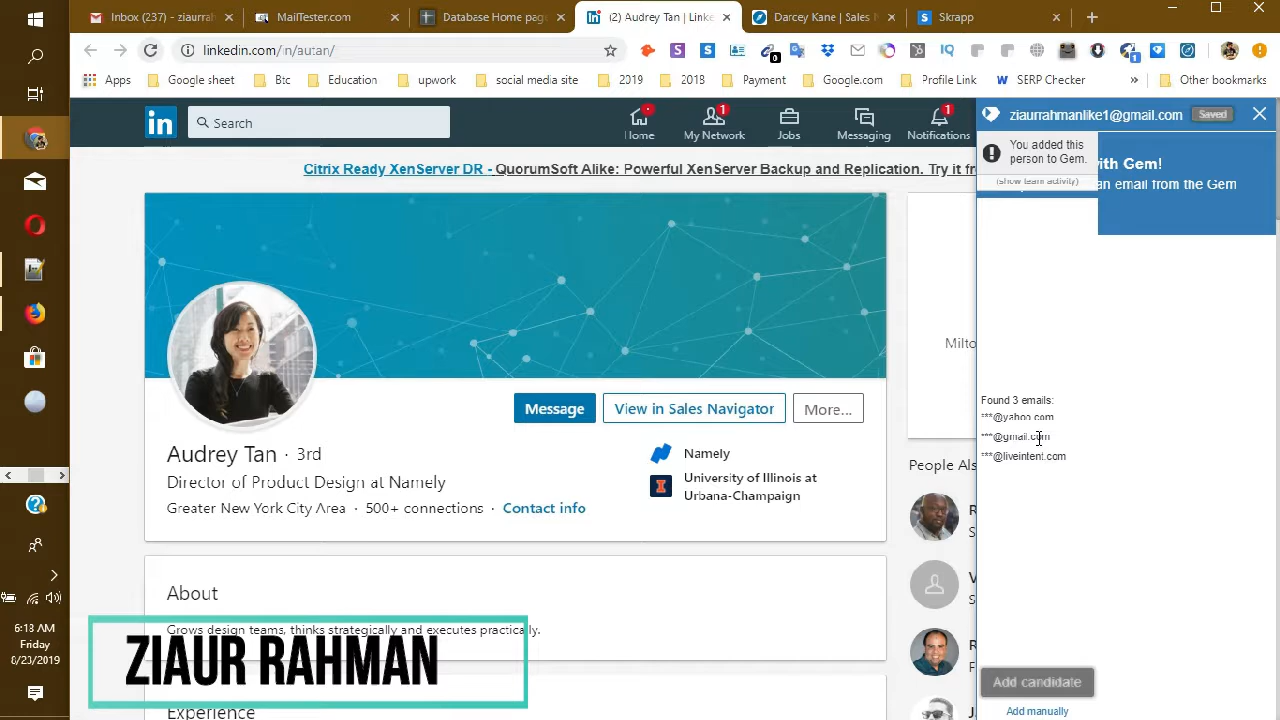 Inbox (237) - ziaurrah
MailTester.com
Database Home pag
(2) Audrey Tan | Linke
Darcey Kane | Sales
Skrapp
linkedin.com/in/autan/
Apps
Google sheet
Btc
Education
upwork
social media site
2019
2018
Payment
Google.com
Profile Link
SERP Checker
Other bookmarks
Search
Home
My Network
1
Jobs
Messaging
Notifications
1
ziaurrahmanlike1@gmail.com
Saved
You added this
person to Gem.
(show team activity)
with Gem!
an email from the Gem
Citrix Ready XenServer DR - QuorumSoft Alike: Powerful XenServer Backup and Replication. Try it fr
Milto
Found 3 emails:
***@yahoo.com
***@gmail.com
***@liveintent.com
Message
View in Sales Navigator
More...
Audrey Tan · 3rd
Director of Product Design at Namely
Greater New York City Area · 500+ connections · Contact info
Namely
University of Illinois at
Urbana-Champaign
People Als
About
Grows design teams, thinks strategically and executes practically.
ZIAUR RAHMAN
Experience
Add candidate
Add manually
6:18 AM
Friday
8/23/2019